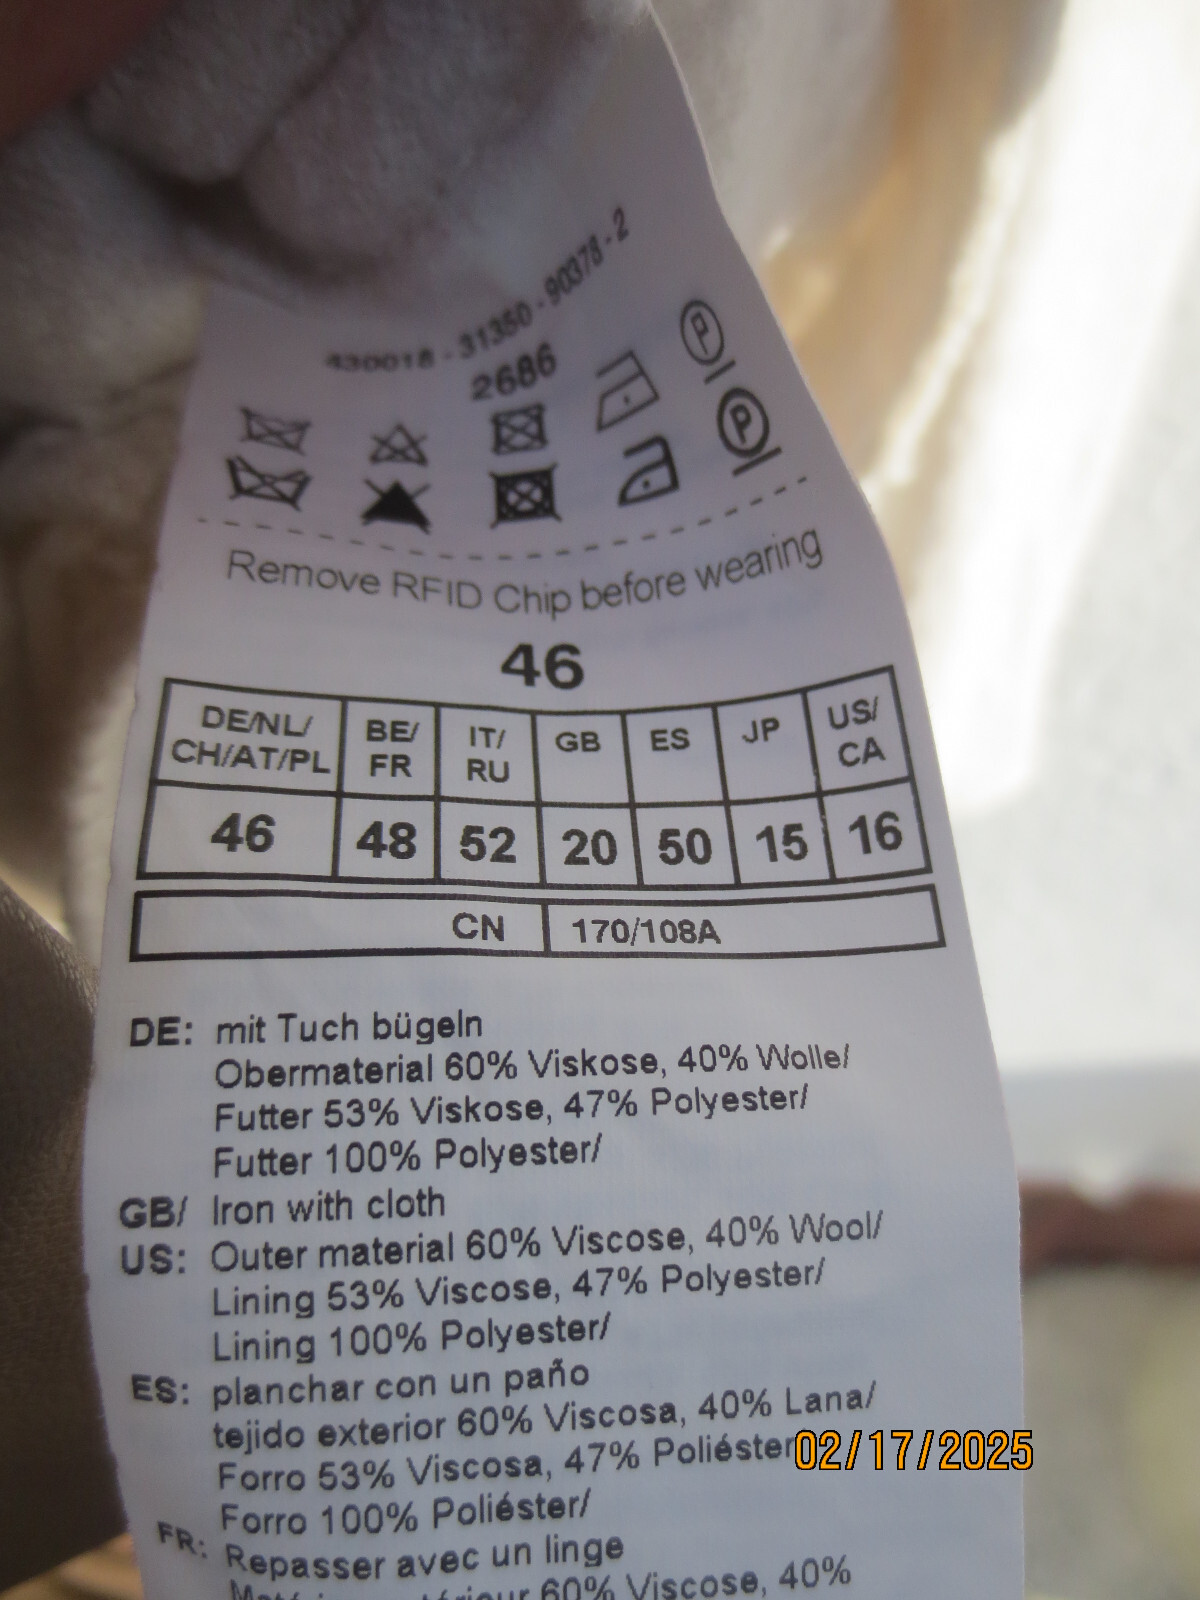 430018 - 31350 - 90378 - 2
2686
P
P
Remove RFID Chip before wearing
46
DE/NL/ CH/AT/PL BE/ FR IT/ RU GB ES JP US/ CA
46 48 52 20 50 15 16
CN 170/108A
DE: mit Tuch bügeln
Obermaterial 60% Viskose, 40% Wolle/
Futter 53% Viskose, 47% Polyester/
Futter 100% Polyester/
GB/ Iron with cloth
US: Outer material 60% Viscose, 40% Wool/
Lining 53% Viscose, 47% Polyester/
Lining 100% Polyester/
ES: planchar con un paño
tejido exterior 60% Viscosa, 40% Lana/
Forro 53% Viscosa, 47% Poliéster
02/17/2025
Forro 100% Poliéster/
FR: Repasser avec un linge
60% Viscose, 40%